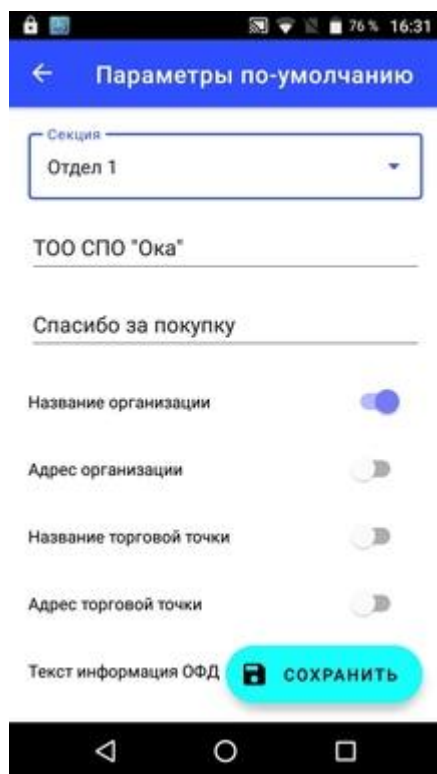 76% 16:31
Параметры по-умолчанию
Секция
Отдел 1
ТОО СПО "Ока"
Спасибо за покупку
Название организации
Адрес организации
Название торговой точки
Адрес торговой точки
Текст информация ОФД
СОХРАНИТЬ